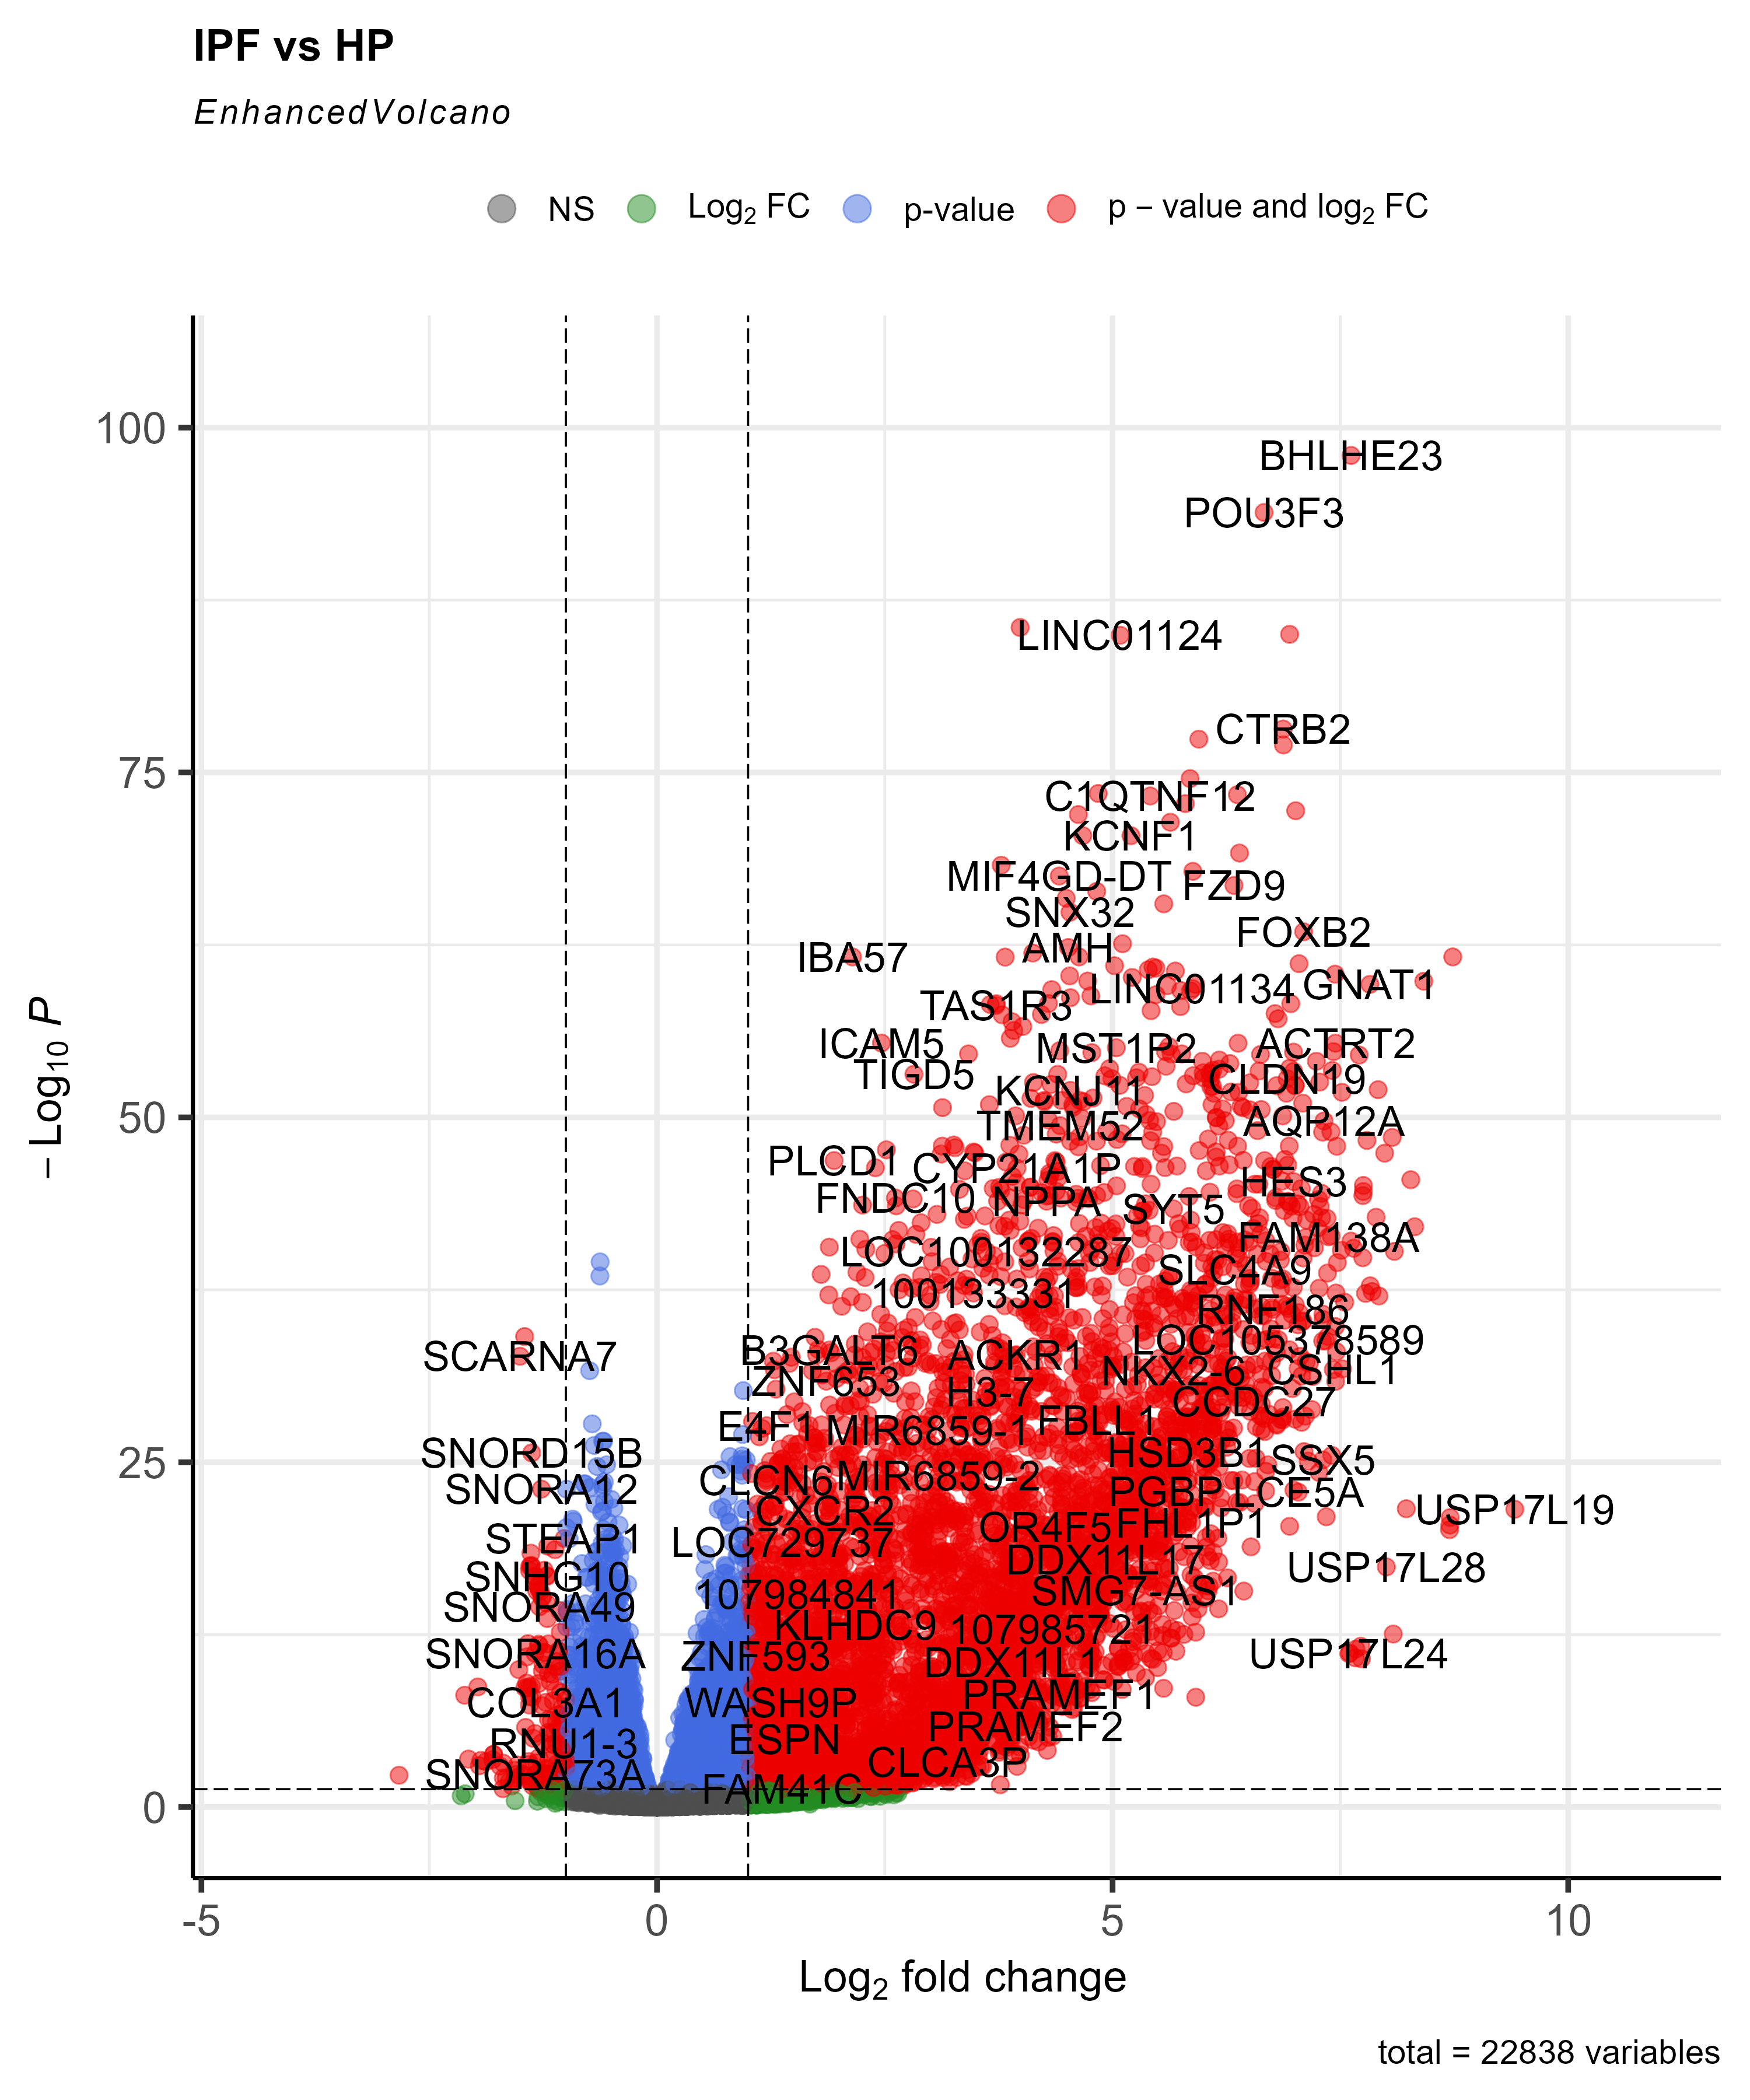 IPF vs HP
EnhancedVolcano
NS Log2 FC p-value p − value and log2 FC
− Log10 P
100
75
50
25
0
BHLHE23
POU3F3
LINC01124
CTRB2
C1QTNF12
KCNF1
MIF4GD-DT
FZD9
SNX32
FOXB2
AMH
IBA57
GNAT1
LINC01134
TAS1R3
ICAM5
MST1P2
ACTRT2
TIGD5
CLDN19
KCNJ11
AQP12A
TMEM52
PLCD1
CYP21A1P
HES3
FNDC10
NPPA
SYT5
FAM138A
LOC100132287
SLC4A9
100133331
RNF186
LOC105378589
SCARNA7
B3GALT6
ACKR1
NKX2-6
CSHL1
ZNF653
H3-7
CCDC27
E4F1
MIR6859-1
FBLL1
SNORD15B
HSD3B1
SSX5
CLCN6
MIR6859-2
SNORA12
PGBP
LCE5A
CXCR2
USP17L19
OR4F5
FHL1P1
STEAP1
LOC729737
DDX11L17
USP17L28
SNHG10
107984841
SMG7-AS1
SNORA49
KLHDC9
107985721
SNORA16A
ZNF593
DDX11L1
USP17L24
COL3A1
WASH9P
PRAMEF1
PRAMEF2
RNU1-3
ESPN
CLCA3P
SNORA73A
FAM41C
-5 0 5 10
Log2 fold change
total = 22838 variables